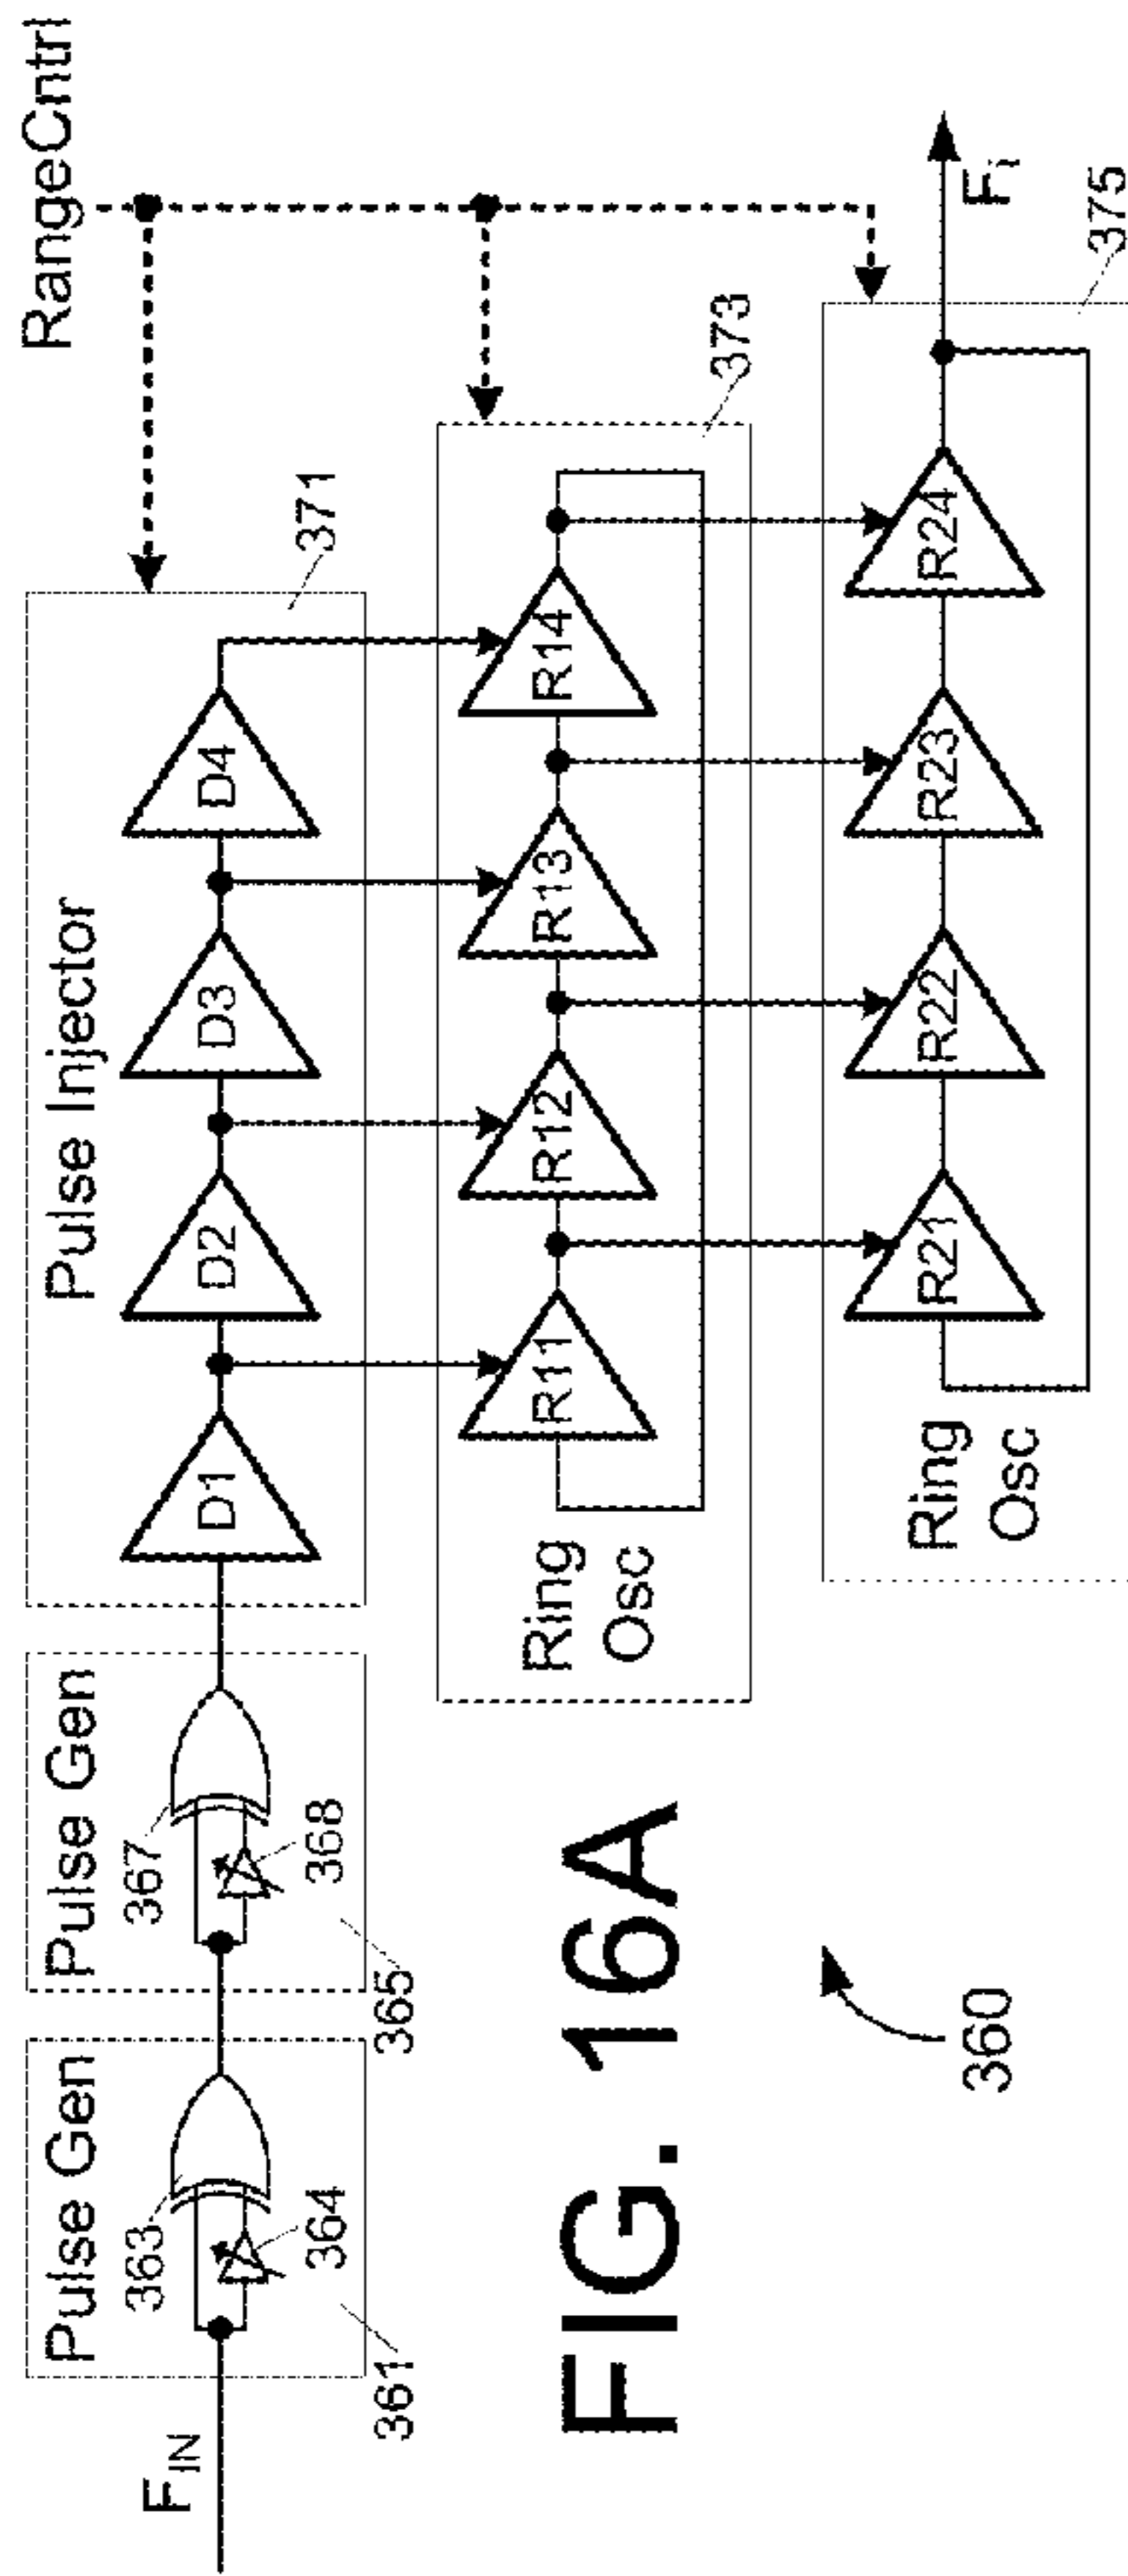 RangeCntrl
Pulse Gen
Pulse Gen
Pulse Injector
371
363
364
361
367
368
365
D1
D2
D3
D4
F_IN
Ring
Osc
R11
R12
R13
R14
373
Ring
Osc
R21
R22
R23
R24
F_i
375
FIG. 16A
360